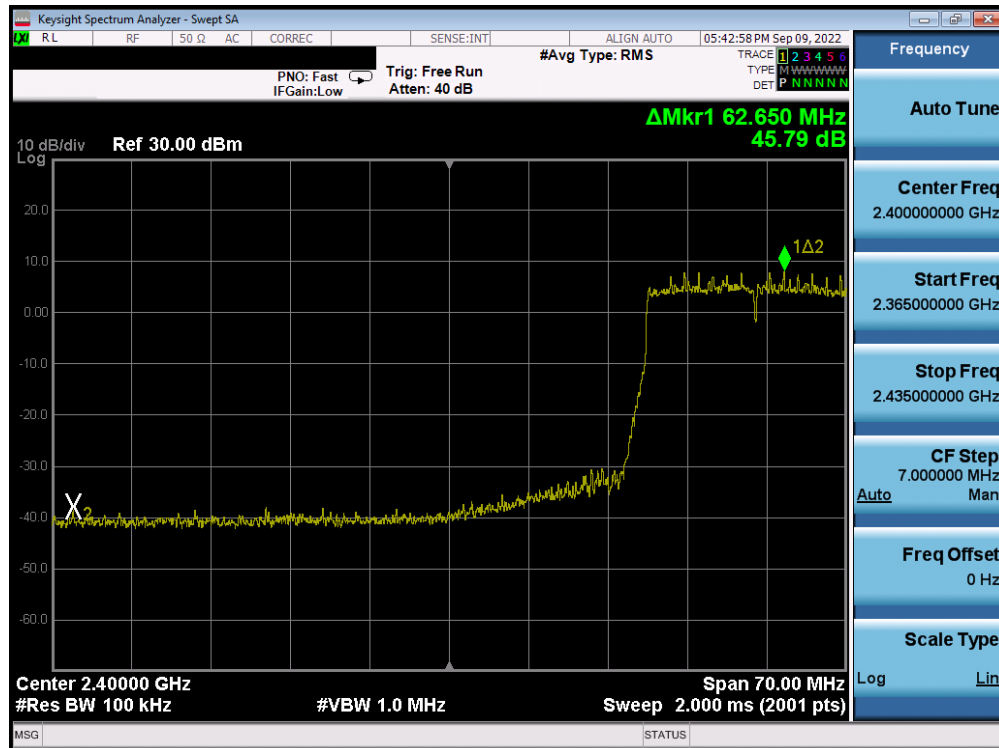 Keysight Spectrum Analyzer - Swept SA
LXI RL RF 50 Ω AC CORREC SENSE:INT ALIGN AUTO 05:42:58 PM Sep 09, 2022
Frequency
PNO: Fast
IFGain:Low
Trig: Free Run
Atten: 40 dB
#Avg Type: RMS
TRACE 1 2 3 4 5 6
TYPE M WWWWW
DET P N N N N N
Auto Tune
ΔMkr1 62.650 MHz
45.79 dB
10 dB/div Ref 30.00 dBm
Log
20.0
10.0
0.00
-10.0
-20.0
-30.0
-40.0
-50.0
-60.0
1Δ2
X2
Center Freq
2.400000000 GHz
Start Freq
2.365000000 GHz
Stop Freq
2.435000000 GHz
CF Step
7.000000 MHz
Auto Man
Freq Offset
0 Hz
Scale Type
Log Lin
Center 2.40000 GHz Span 70.00 MHz
#Res BW 100 kHz #VBW 1.0 MHz Sweep 2.000 ms (2001 pts)
MSG STATUS